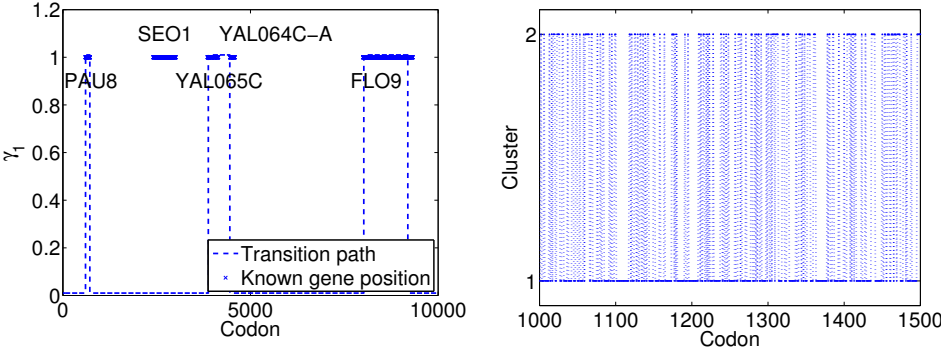 1.2
1
0.8
0.6
0.4
0.2
0
γ1
SEO1
YAL064C-A
PAU8
YAL065C
FLO9
Transition path
Known gene position
0
5000
10000
Codon
2
1
Cluster
1000
1100
1200
1300
1400
1500
Codon